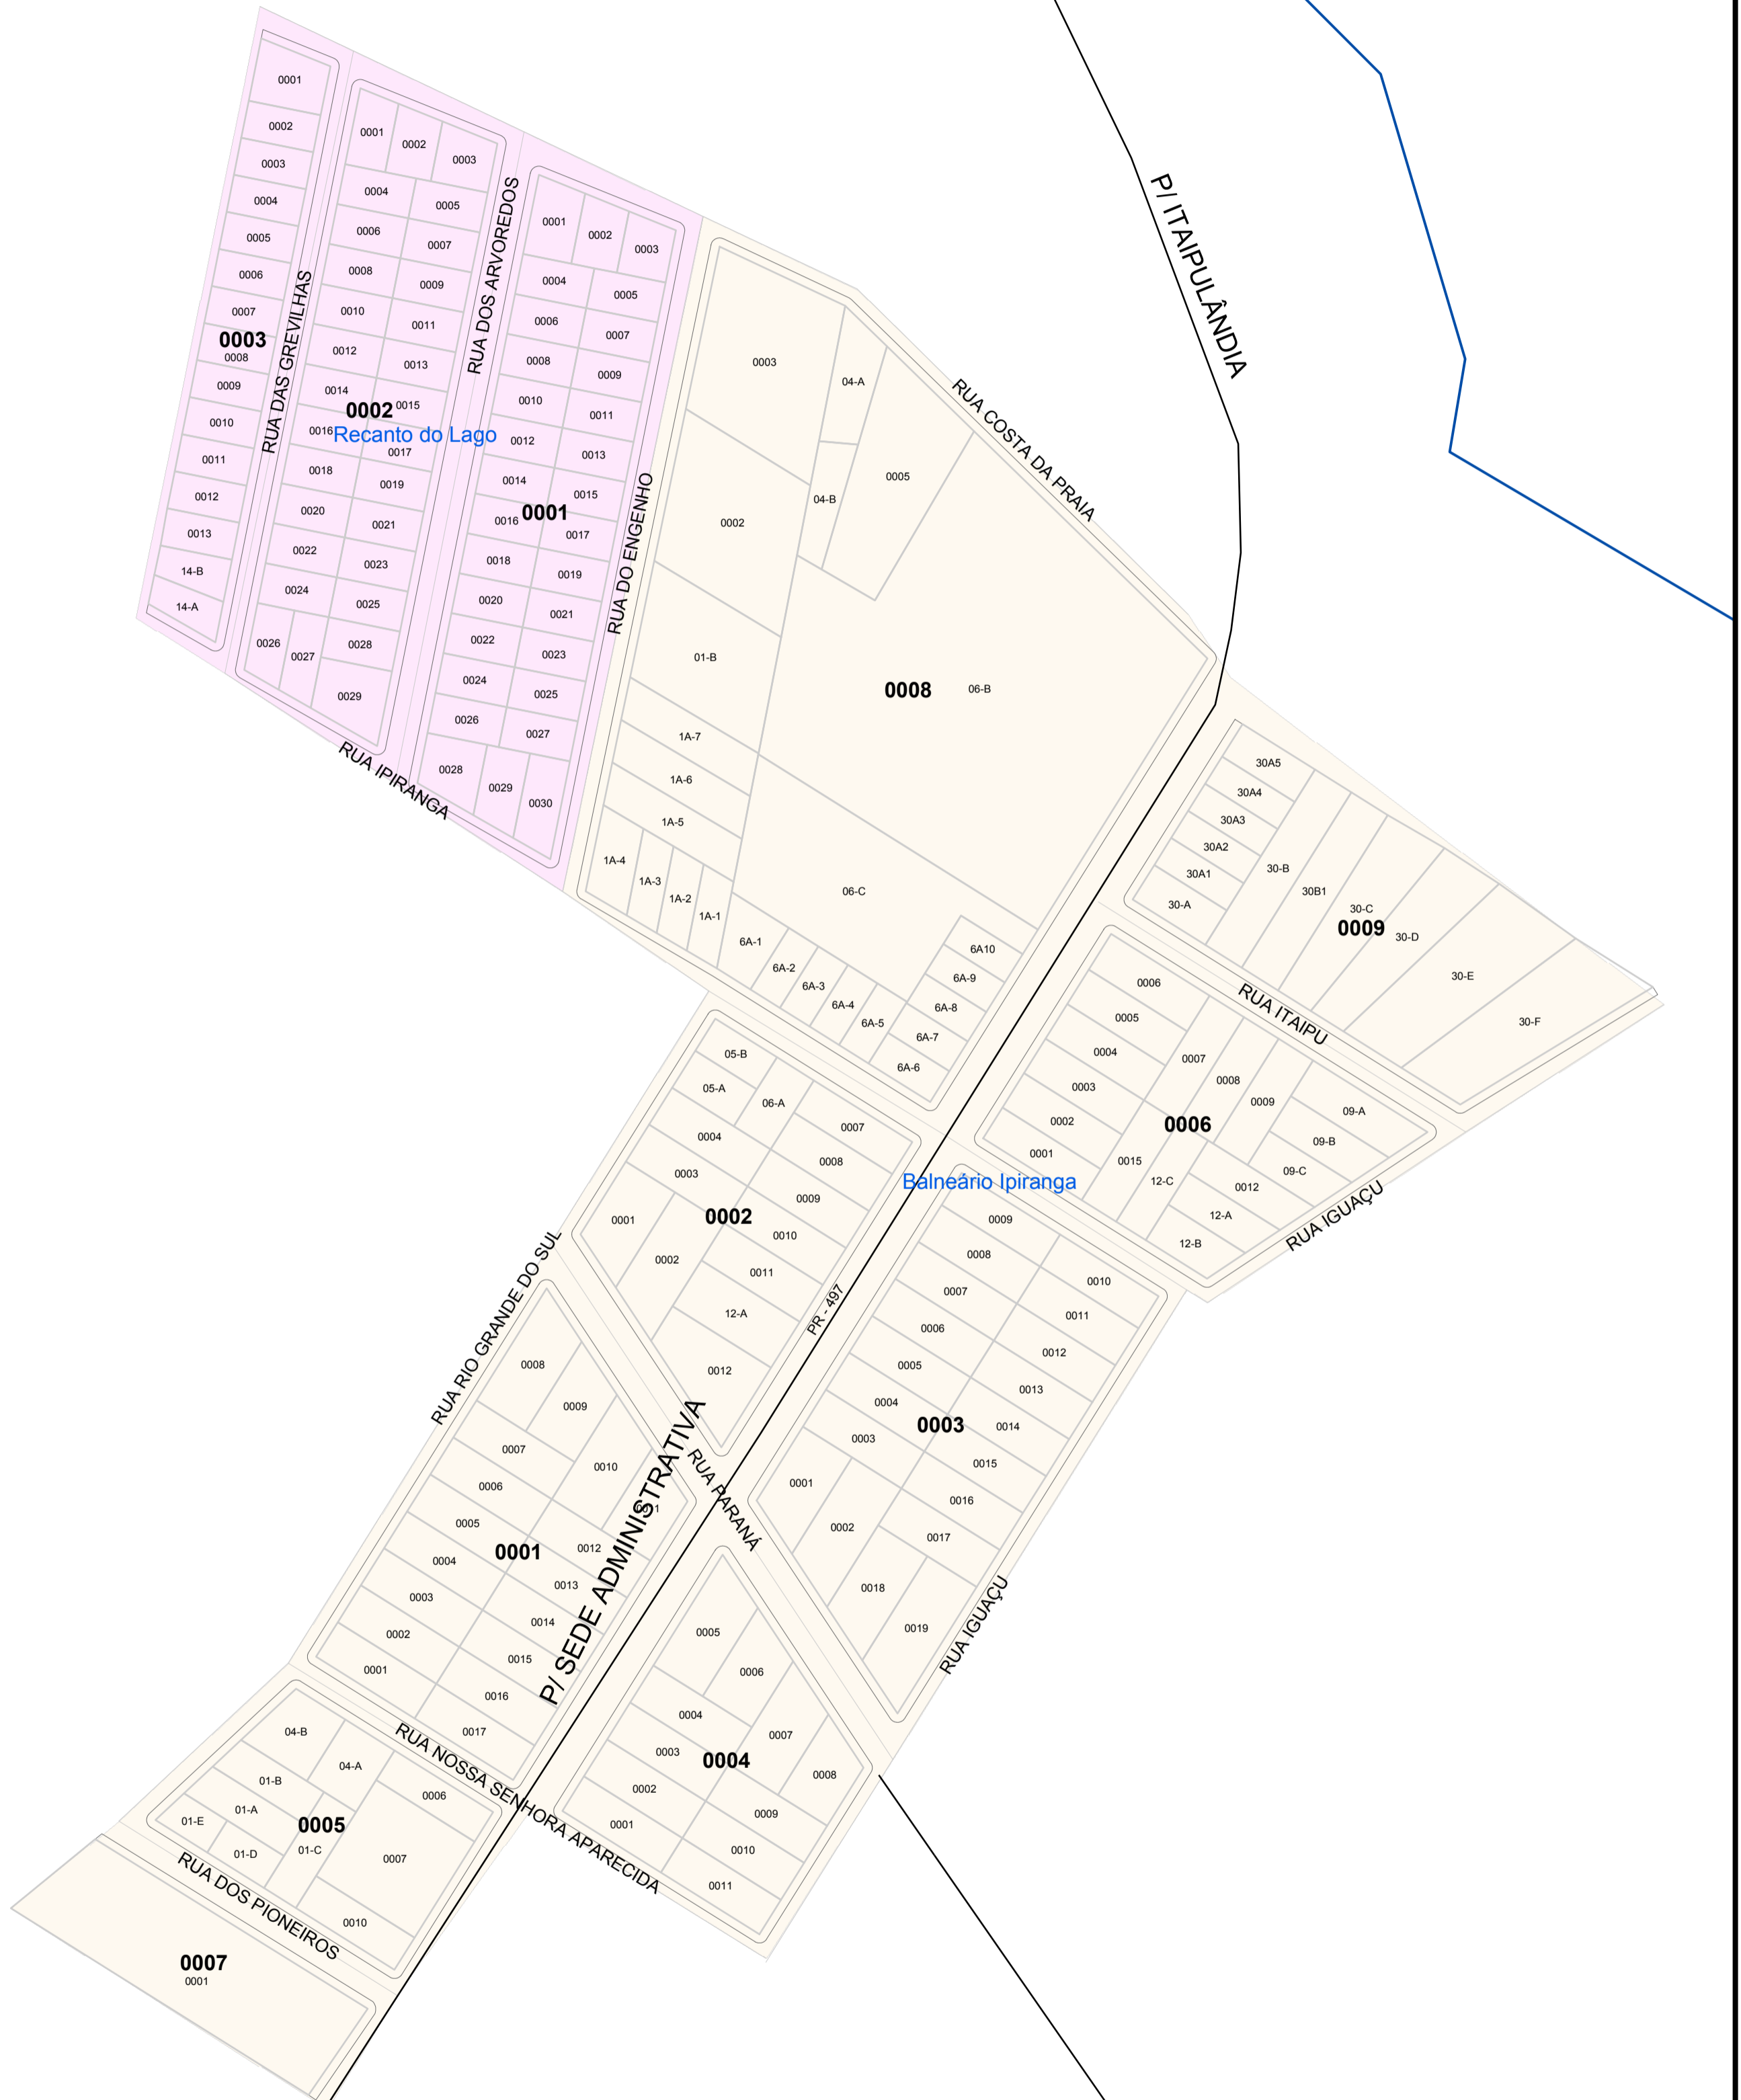 P/ ITAIPULÂNDIA
0001
0002
0003
0004
0005
0006
0007
0003
0008
0009
0010
0011
0012
0013
14-B
14-A
RUA DAS GREVILHAS
0001
0002
0003
0004
0005
0006
0007
0008
0009
0010
0011
0012
0013
0014
0002
0015
0016
Recanto do Lago
0017
0018
0019
0020
0021
0022
0023
0024
0025
0026
0027
0028
0029
RUA DOS ARVOREDOS
0001
0002
0003
0004
0005
0006
0007
0008
0009
0010
0011
0012
0013
0014
0015
0016
0001
0017
0018
0019
0020
0021
0022
0023
0024
0025
0026
0027
0028
0029
0030
RUA IPIRANGA
RUA DO ENGENHO
RUA COSTA DA PRAIA
0003
04-A
0005
04-B
0002
01-B
0008
06-B
1A-7
1A-6
1A-5
1A-4
1A-3
1A-2
1A-1
06-C
6A-1
6A-2
6A-3
6A-4
6A-5
6A10
6A-9
6A-8
6A-7
6A-6
30A5
30A4
30A3
30A2
30A1
30-A
30-B
30B1
30-C
0009
30-D
30-E
30-F
RUA ITAIPU
0006
0005
0004
0003
0002
0001
0007
0008
0009
0006
09-A
09-B
09-C
0015
12-C
0012
12-A
12-B
RUA IGUAÇU
Balneário Ipiranga
05-B
05-A
06-A
0004
0007
0003
0008
0009
0001
0002
0002
0010
0011
12-A
0012
RUA RIO GRANDE DO SUL
PR - 497
0009
0008
0010
0007
0011
0006
0012
0005
0013
0004
0003
0014
0003
0015
0001
0016
0002
0017
0018
0019
RUA IGUAÇU
RUA PARANÁ
P/ SEDE ADMINISTRATIVA
0008
0009
0007
0010
0006
0005
0001
0012
0004
0013
0003
0014
0002
0015
0001
0016
0017
0005
0006
0004
0007
0003
0004
0008
0002
0009
0001
0010
0011
RUA NOSSA SENHORA APARECIDA
04-B
04-A
01-B
0006
01-A
01-E
0005
01-D
01-C
0007
0010
RUA DOS PIONEIROS
0007
0001